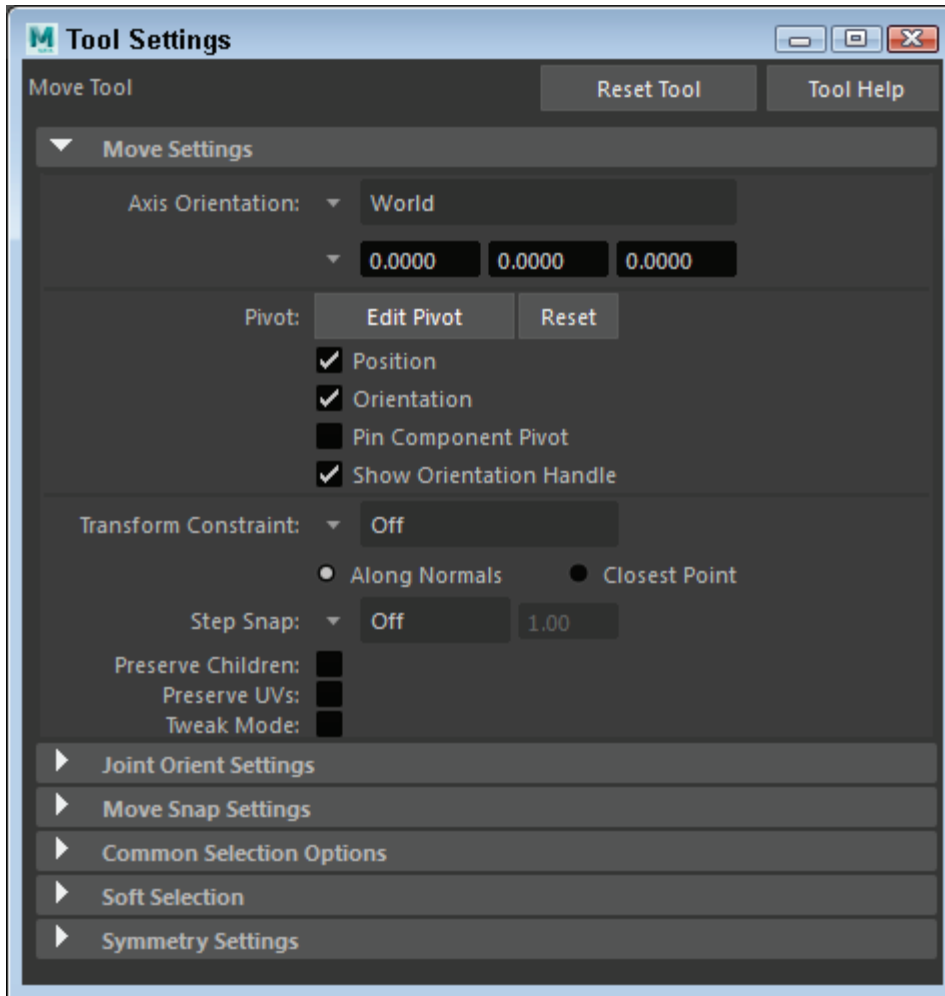 Tool Settings
Move Tool Reset Tool Tool Help
Move Settings
Axis Orientation: World
0.0000 0.0000 0.0000
Pivot: Edit Pivot Reset
Position
Orientation
Pin Component Pivot
Show Orientation Handle
Transform Constraint: Off
Along Normals Closest Point
Step Snap: Off 1.00
Preserve Children:
Preserve UVs:
Tweak Mode:
Joint Orient Settings
Move Snap Settings
Common Selection Options
Soft Selection
Symmetry Settings